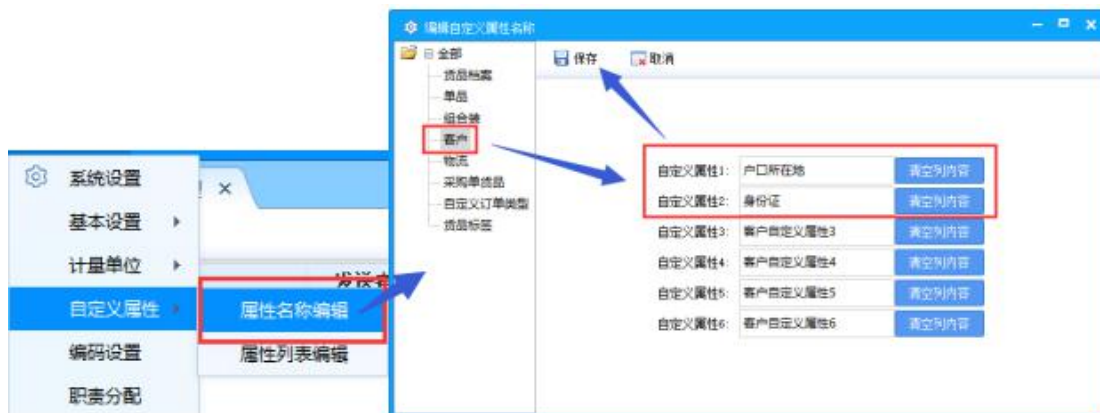 编辑自定义属性名称
全部
货品档案
单品
组合装
客户
物流
采购单货品
自定义订单类型
货品标签
保存
取消
自定义属性1: 户口所在地 清空列内容
自定义属性2: 身份证 清空列内容
自定义属性3: 客户自定义属性3 清空列内容
自定义属性4: 客户自定义属性4 清空列内容
自定义属性5: 客户自定义属性5 清空列内容
自定义属性6: 客户自定义属性6 清空列内容
系统设置
基本设置
计量单位
自定义属性
编码设置
职责分配
属性名称编辑
属性列表编辑